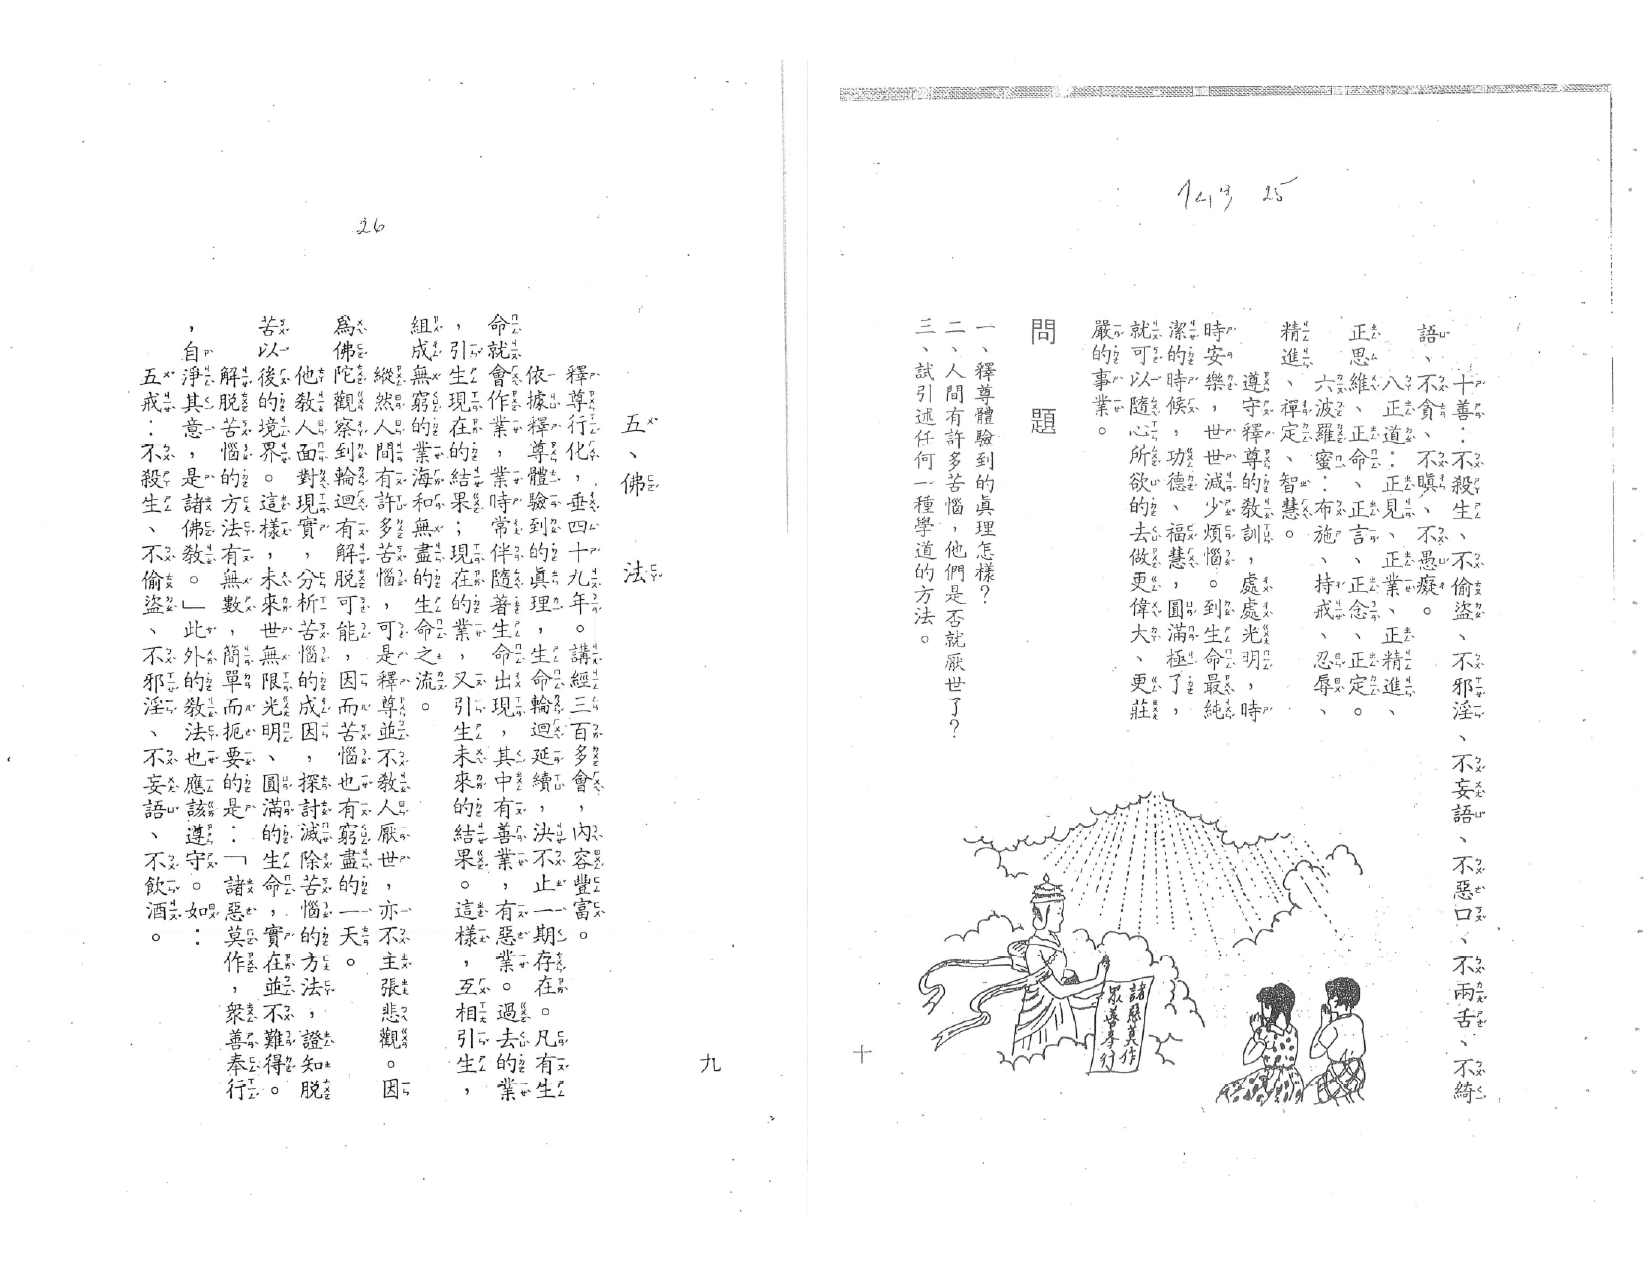 26
五、佛法
釋尊行化，垂四十九年。講經三百多會，內容豐富。
依據釋尊體驗到的眞理，生命輪迴延續，決不止一期存在。凡有生
命就會作業，業時常伴隨著生命出現，其中有善業，有惡業。過去的業
，引生現在的結果；現在的業，又引生未來的結果。這樣，互相引生，
組成無窮的業海和無盡的生命之流。
縱然人間有許多苦惱，可是釋尊並不敎人厭世，亦不主張悲觀。因
爲佛陀觀察到輪迴有解脫可能，因而苦惱也有窮盡的一天。
他敎人面對現實，分析苦惱的成因，探討滅除苦惱的方法，證知脫
苦以後的境界。這樣，未來世無限光明、圓滿的生命，實在並不難得。
解脫苦惱的方法有無數，簡單而扼要的是：「諸惡莫作，衆善奉行
，自淨其意，是諸佛敎。」此外的敎法也應該遵守。如：
五戒：不殺生、不偷盜、不邪淫、不妄語、不飲酒。
九
25
十善：不殺生、不偷盜、不邪淫、不妄語、不惡口、不兩舌、不綺
語、不貪、不瞋、不愚癡。
八正道：正見、正業、正精進、
正思維、正命、正言、正念、正定。
六波羅蜜：布施、持戒、忍辱、
精進、禪定、智慧。
遵守釋尊的敎訓，處處光明，時
時安樂，世世減少煩惱。到生命最純
潔的時候，功德、福慧，圓滿極了，
就可以隨心所欲的去做更偉大、更莊
嚴的事業。
問題
一、釋尊體驗到的眞理怎樣？
二、人間有許多苦惱，他們是否就厭世了？
三、試引述任何一種學道的方法。
諸惡莫作
眾善奉行
十